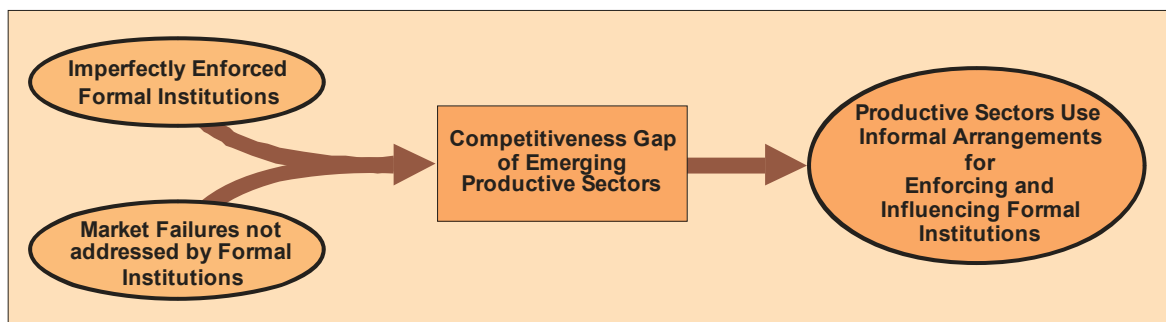 Imperfectly Enforced
Formal Institutions
Market Failures not
addressed by Formal
Institutions
Competitiveness Gap
of Emerging
Productive Sectors
Productive Sectors Use
Informal Arrangements
for
Enforcing and
Influencing Formal
Institutions